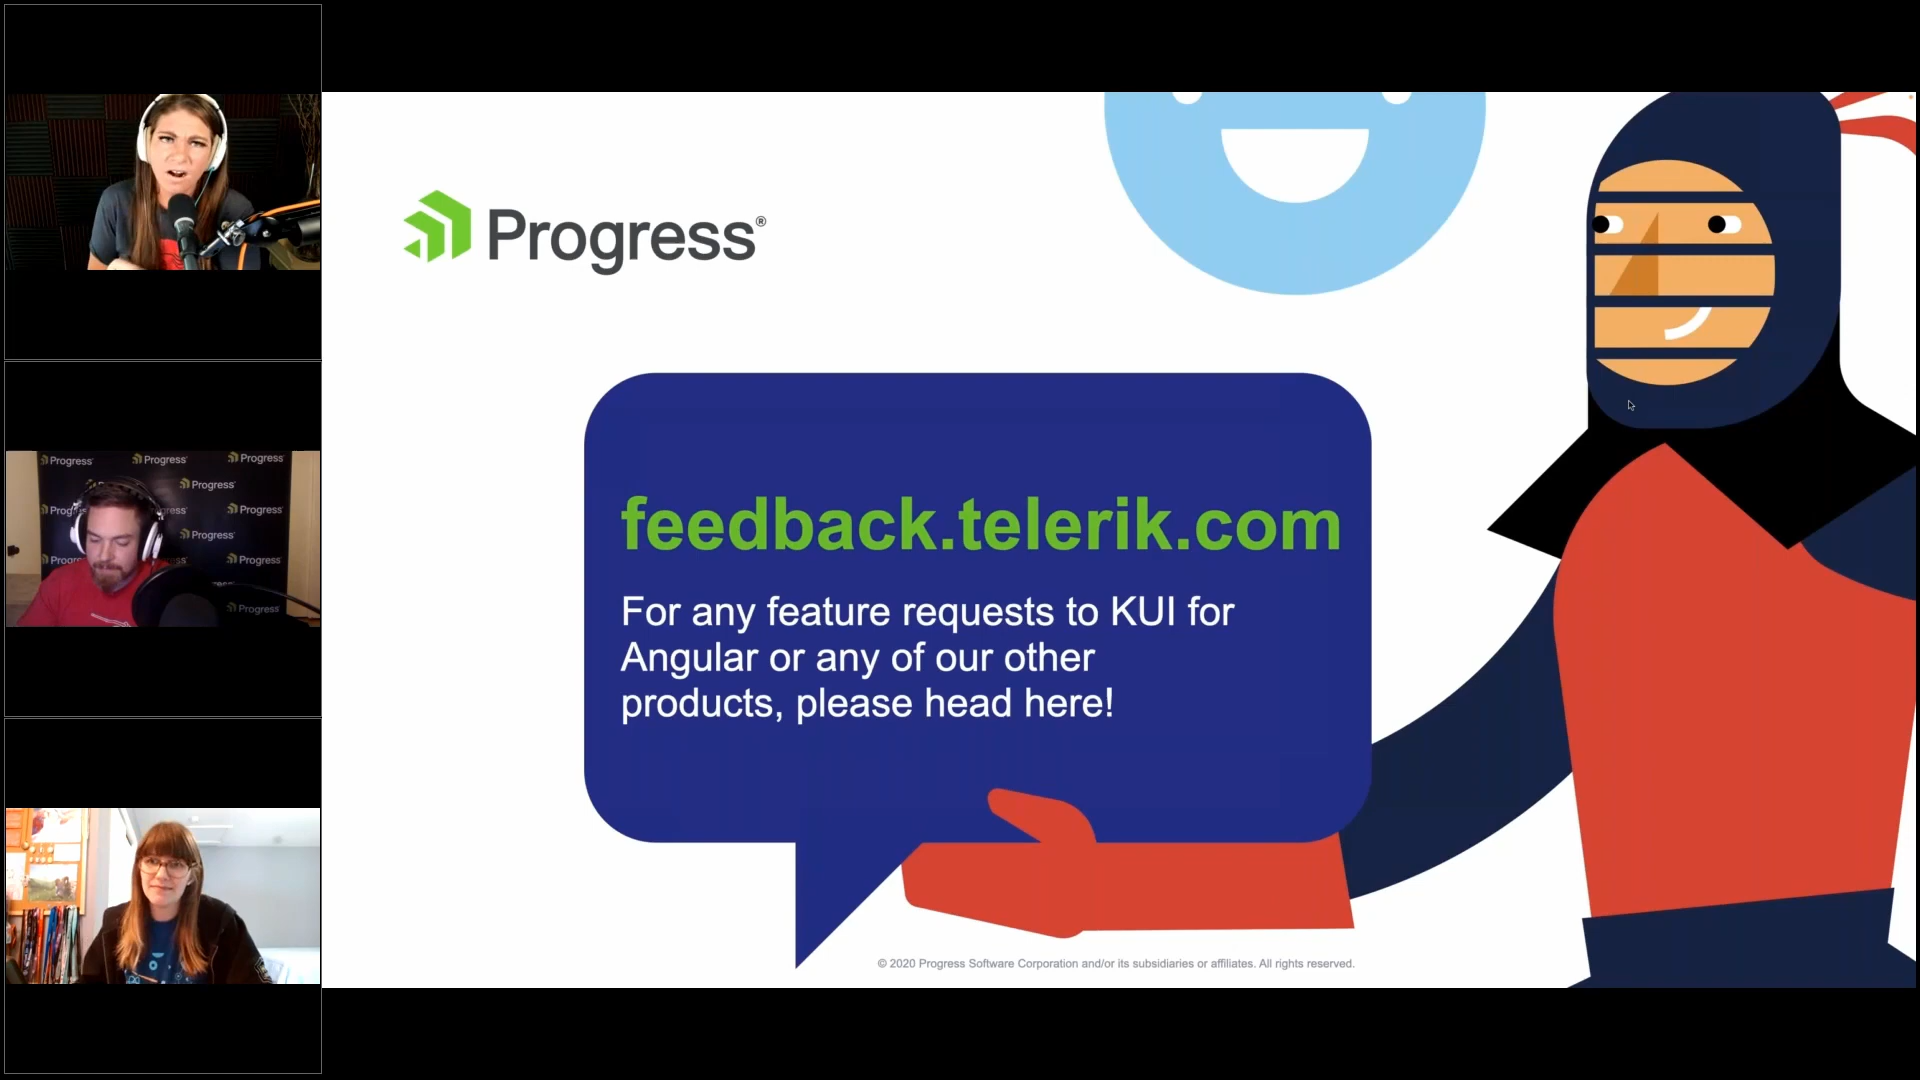 Progress®
feedback.telerik.com
For any feature requests to KUI for
Angular or any of our other
products, please head here!
© 2020 Progress Software Corporation and/or its subsidiaries or affiliates. All rights reserved.
Progress
Progress
Progress
Progress
Progress
Progress
Progress
Progress
Progress